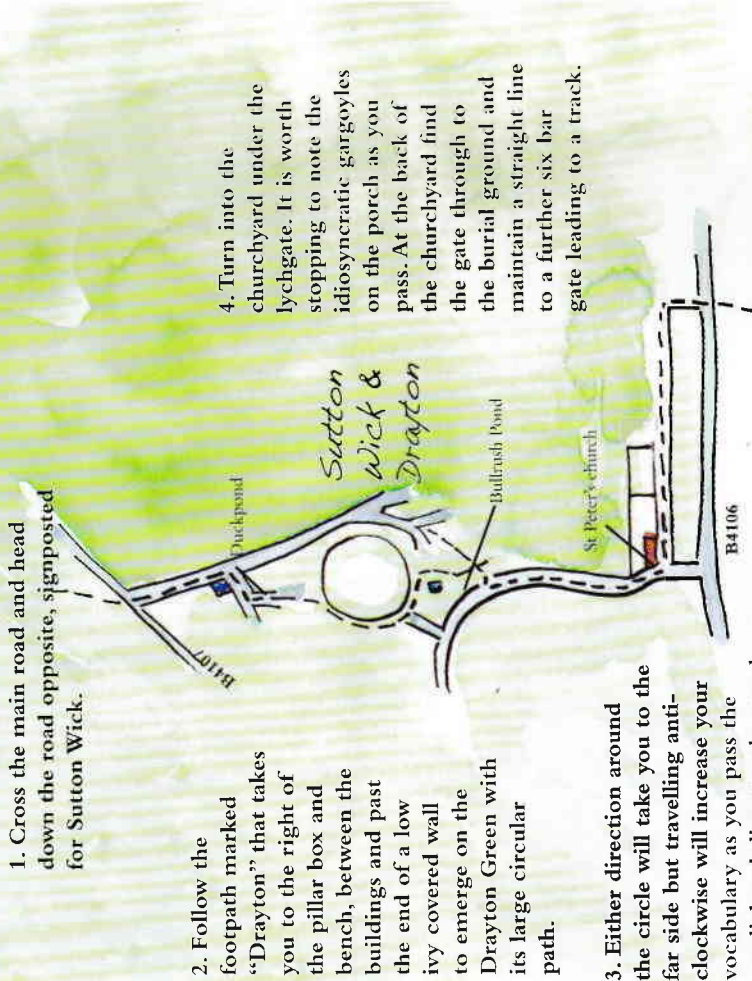 1. Cross the main road and head
down the road opposite, signposted
for Sutton Wick.
2. Follow the
footpath marked
“Drayton” that takes
you to the right of
the pillar box and
bench, between the
buildings and past
the end of a low
ivy covered wall
to emerge on the
Drayton Green with
its large circular
path.
3. Either direction around
the circle will take you to the
far side but travelling anti-
clockwise will increase your
vocabulary as you pass the
B4107
Duckpond
Sutton
Wick &
Drayton
Bullrush Pond
St Peter's church
B4106
4. Turn into the
churchyard under the
lychgate. It is worth
stopping to note the
idiosyncratic gargoyles
on the porch as you
pass. At the back of
the churchyard find
the gate through to
the burial ground and
maintain a straight line
to a further six bar
gate leading to a track.